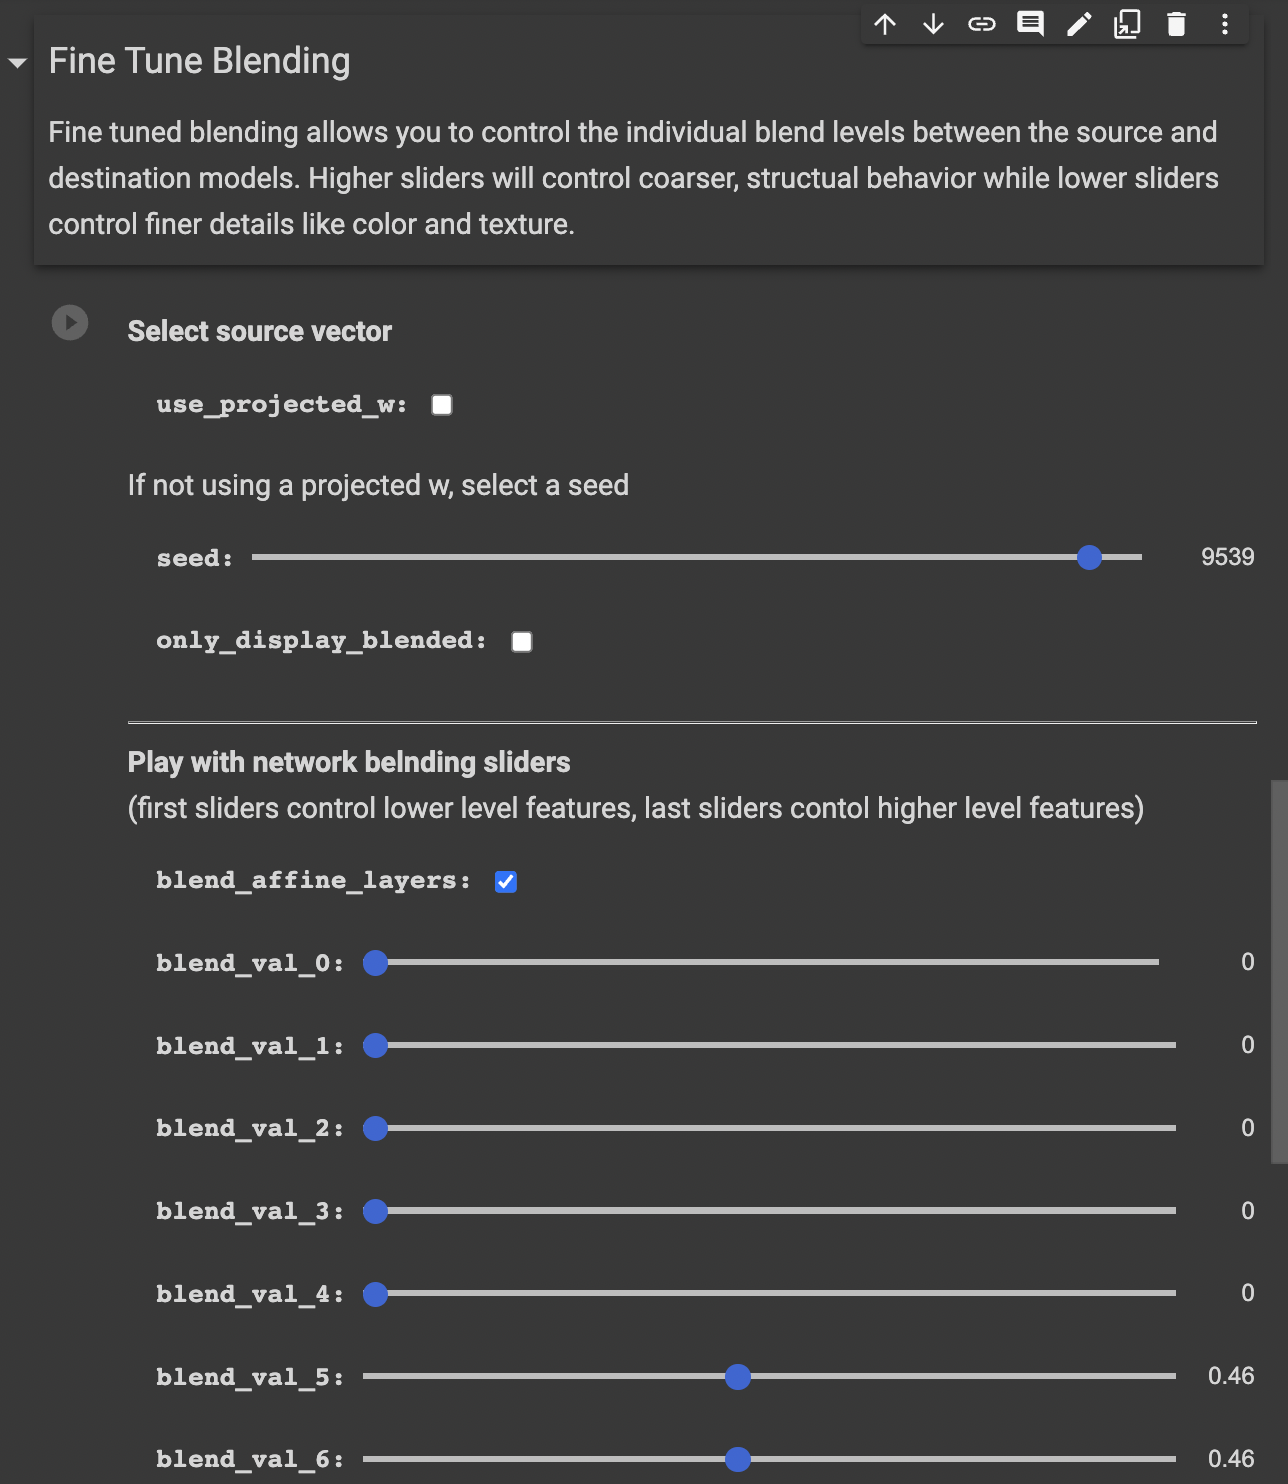 Fine Tune Blending
Fine tuned blending allows you to control the individual blend levels between the source and
destination models. Higher sliders will control coarser, structual behavior while lower sliders
control finer details like color and texture.
Select source vector
use_projected_w:
If not using a projected w, select a seed
seed: 9539
only_display_blended:
Play with network belnding sliders
(first sliders control lower level features, last sliders contol higher level features)
blend_affine_layers:
blend_val_0: 0
blend_val_1: 0
blend_val_2: 0
blend_val_3: 0
blend_val_4: 0
blend_val_5: 0.46
blend_val_6: 0.46